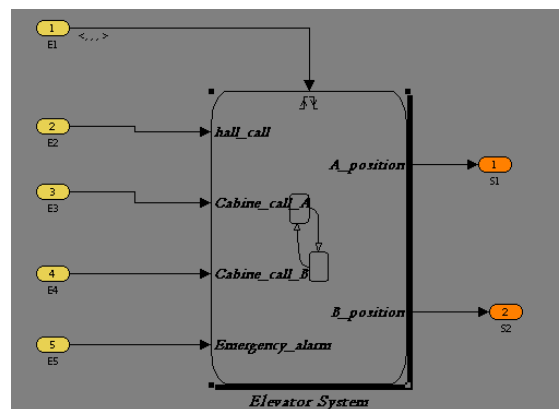 1
E1
<,,, >
2
E2
hall_call
A_position
1
S1
3
E3
Cabine_call_A
4
E4
Cabine_call_B
B_position
2
S2
5
E5
Emergency_alarm
Elevator System